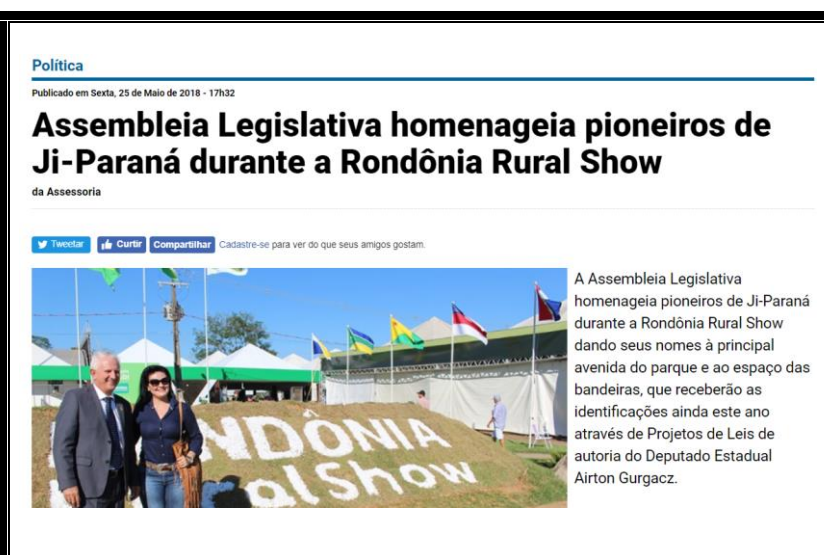 Política
Publicado em Sexta, 25 de Maio de 2018 - 17h32
Assembleia Legislativa homenageia pioneiros de
Ji-Paraná durante a Rondônia Rural Show
da Assessoria
Tweetar Curtir Compartilhar Cadastre-se para ver do que seus amigos gostam.
A Assembleia Legislativa
homenageia pioneiros de Ji-Paraná
durante a Rondônia Rural Show
dando seus nomes à principal
avenida do parque e ao espaço das
bandeiras, que receberão as
identificações ainda este ano
através de Projetos de Leis de
autoria do Deputado Estadual
Airton Gurgacz.
NDÔNIA
alShow